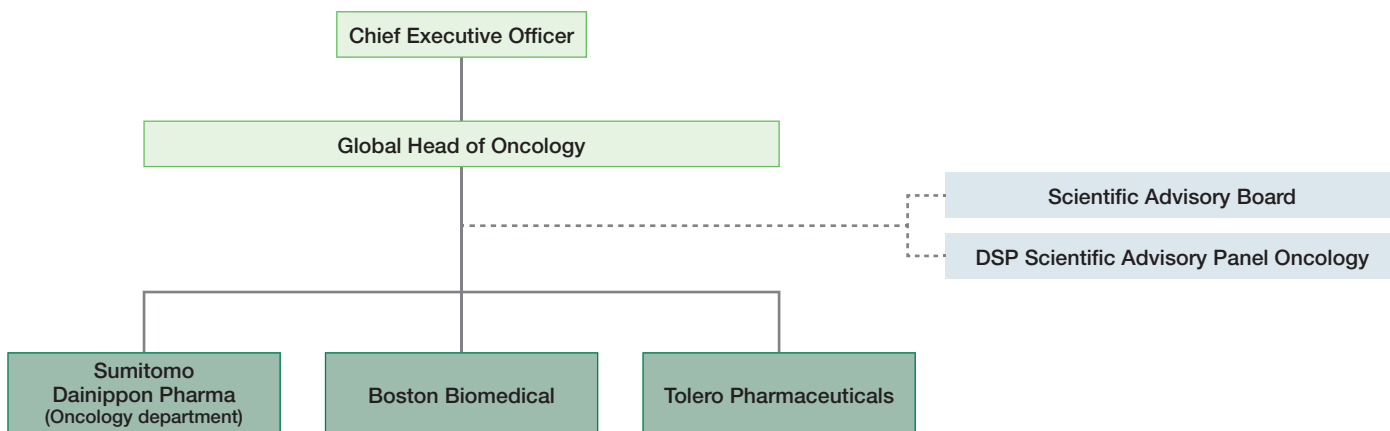 Chief Executive Officer
Global Head of Oncology
Scientific Advisory Board
DSP Scientific Advisory Panel Oncology
Sumitomo
Dainippon Pharma
(Oncology department)
Boston Biomedical
Tolero Pharmaceuticals